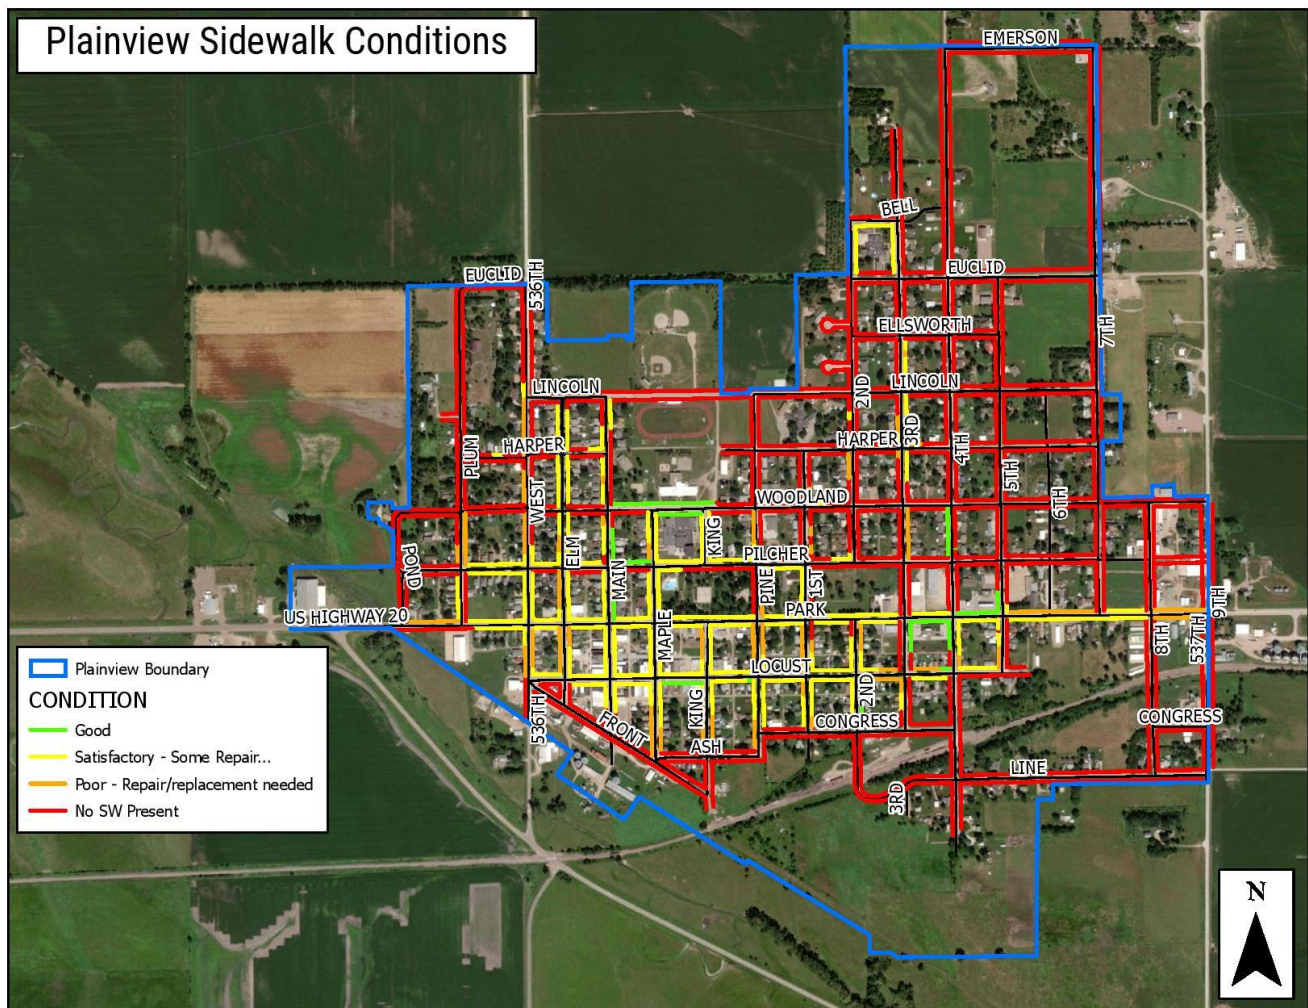 Plainview Sidewalk Conditions
EMERSON
BELL
EUCLID
536TH
EUCLID
ELLSWORTH
7TH
LINCOLN
LINCOLN
2ND
3RD
HARPER
HARPER
PLUM
4TH
5TH
WEST
WOODLAND
6TH
KING
ELM
PILCHER
POND
MAIN
PINE
1ST
US HIGHWAY 20
PARK
9TH
MAPLE
8TH
537TH
LOCUST
2ND
KING
536TH
FRONT
CONGRESS
CONGRESS
ASH
LINE
3RD
Plainview Boundary
CONDITION
Good
Satisfactory - Some Repair...
Poor - Repair/replacement needed
No SW Present
N